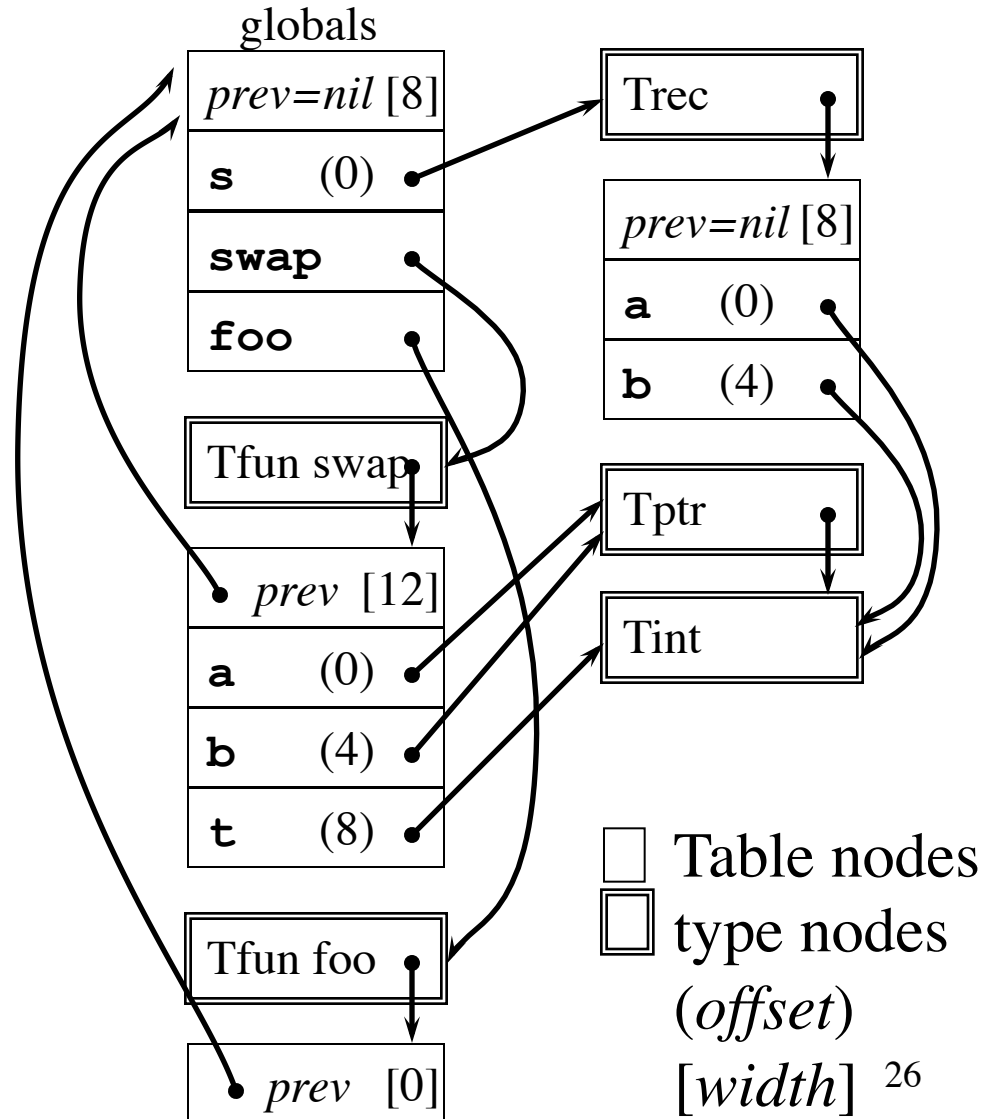 globals
prev=nil [8]
s (0)
swap
foo
Tfun swap
prev [12]
a (0)
b (4)
t (8)
Tfun foo
prev [0]
Trec
prev=nil [8]
a (0)
b (4)
Tptr
Tint
Table nodes
type nodes
(offset)
[width] 26